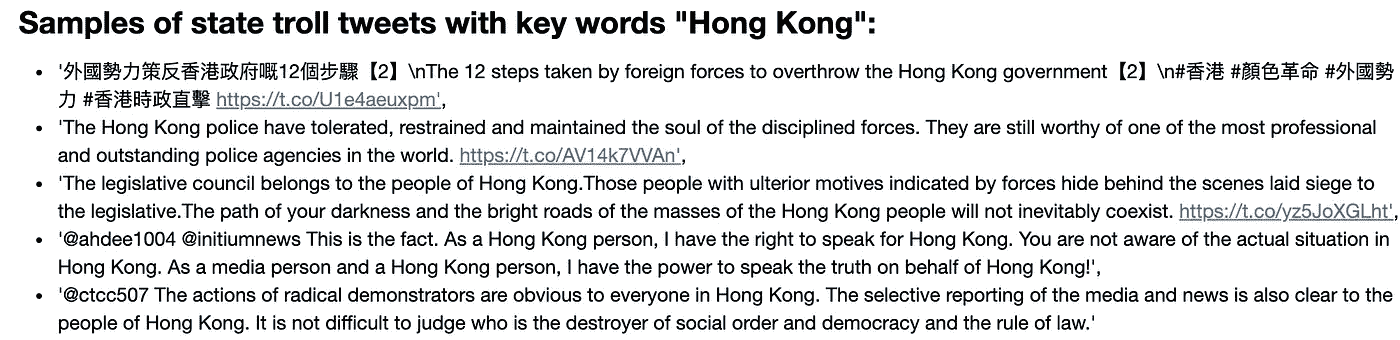 Samples of state troll tweets with key words "Hong Kong":
• '外國勢力策反香港政府嘅12個步驟【2】\nThe 12 steps taken by foreign forces to overthrow the Hong Kong government【2】\n#香港 #顏色革命 #外國勢
力 #香港時政直擊 https://t.co/U1e4aeuxpm',
• 'The Hong Kong police have tolerated, restrained and maintained the soul of the disciplined forces. They are still worthy of one of the most professional
and outstanding police agencies in the world. https://t.co/AV14k7VVAn',
• 'The legislative council belongs to the people of Hong Kong.Those people with ulterior motives indicated by forces hide behind the scenes laid siege to
the legislative.The path of your darkness and the bright roads of the masses of the Hong Kong people will not inevitably coexist. https://t.co/yz5JoXGLht',
• '@ahdee1004 @initiumnews This is the fact. As a Hong Kong person, I have the right to speak for Hong Kong. You are not aware of the actual situation in
Hong Kong. As a media person and a Hong Kong person, I have the power to speak the truth on behalf of Hong Kong!',
• '@ctcc507 The actions of radical demonstrators are obvious to everyone in Hong Kong. The selective reporting of the media and news is also clear to the
people of Hong Kong. It is not difficult to judge who is the destroyer of social order and democracy and the rule of law.'